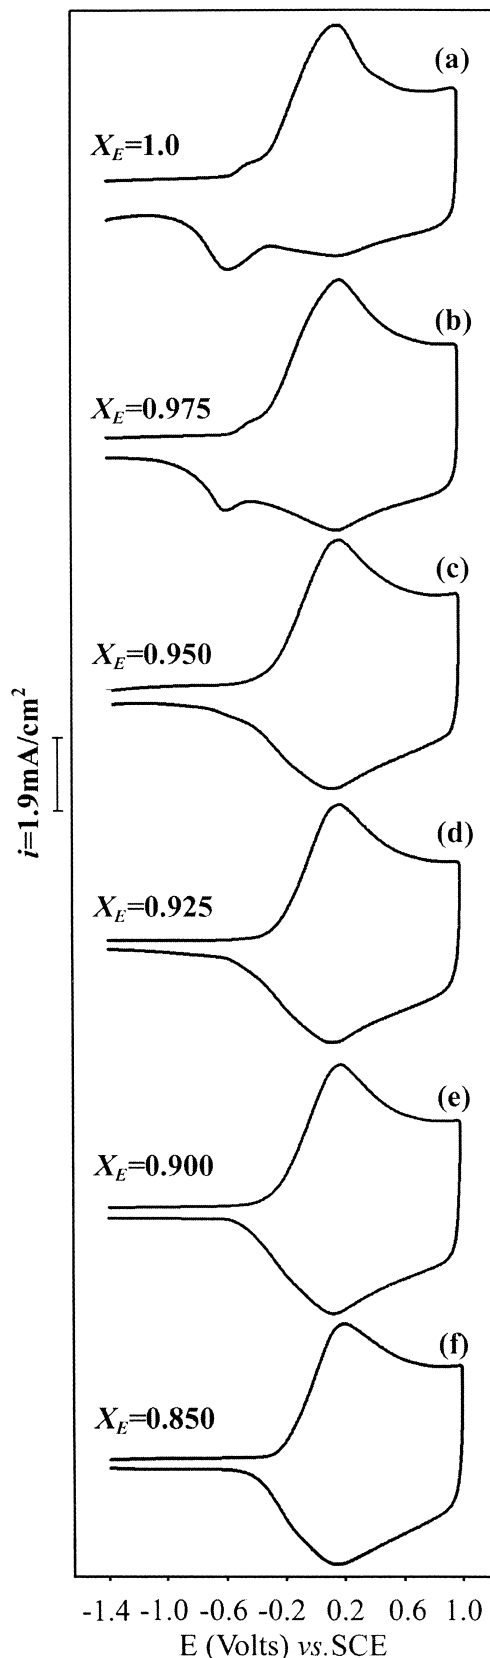 (a)
X_E=1.0
(b)
X_E=0.975
(c)
X_E=0.950
i=1.9mA/cm²
(d)
X_E=0.925
(e)
X_E=0.900
(f)
X_E=0.850
-1.4 -1.0 -0.6 -0.2 0.2 0.6 1.0
E (Volts) vs.SCE